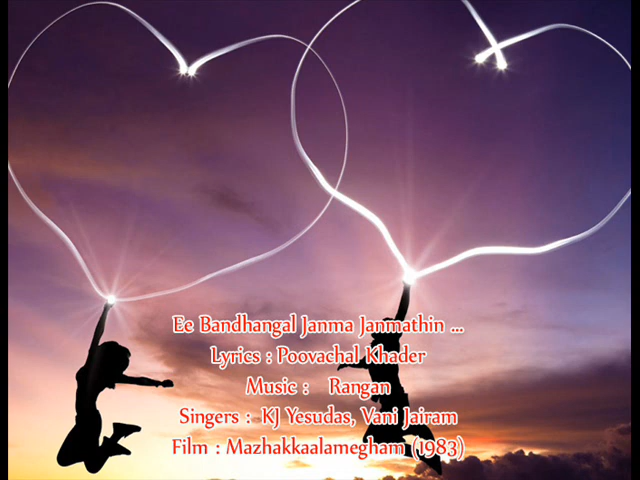 Ee Bandhangal Janma Janmathin ...
Lyrics : Poovachal Khader
Music : Rangan
Singers : KJ Yesudas, Vani Jairam
Film : Mazhakkaalamegham (1983)